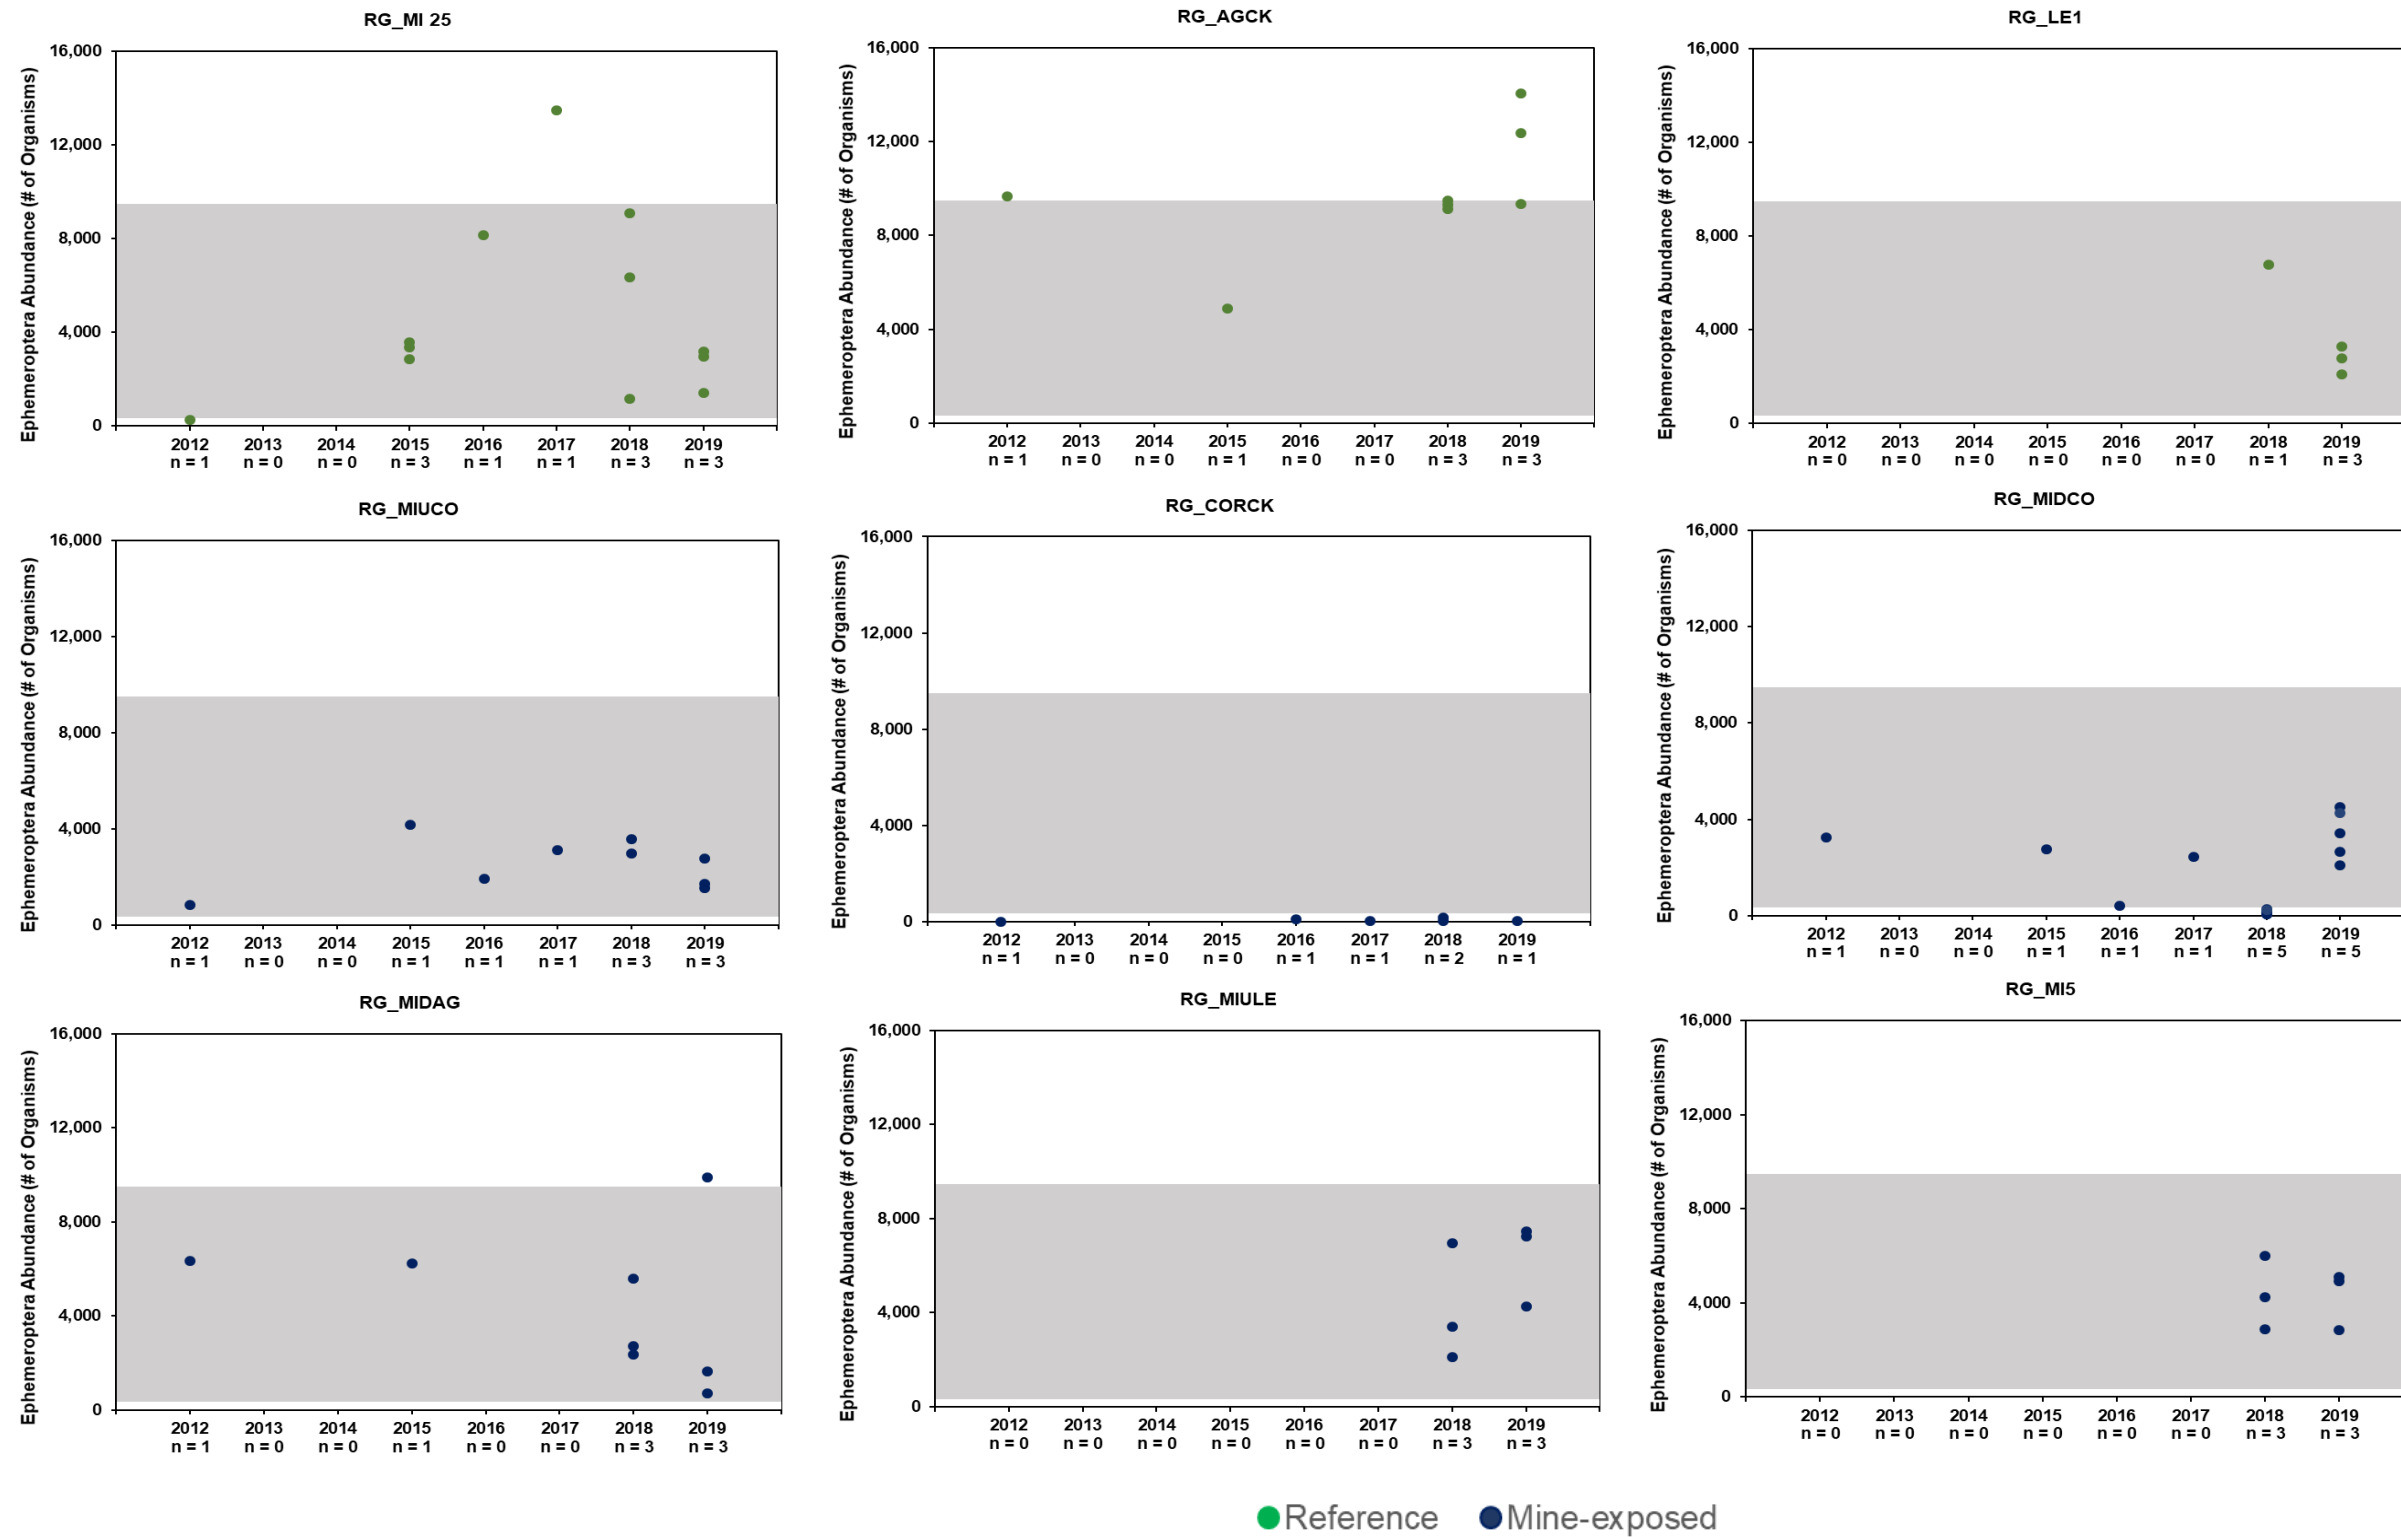 RG_MI 25
Ephemeroptera Abundance (# of Organisms)
16,000
12,000
8,000
4,000
0
2012 2013 2014 2015 2016 2017 2018 2019
n = 1 n = 0 n = 0 n = 3 n = 1 n = 1 n = 3 n = 3
RG_AGCK
Ephemeroptera Abundance (# of Organisms)
16,000
12,000
8,000
4,000
0
2012 2013 2014 2015 2016 2017 2018 2019
n = 1 n = 0 n = 0 n = 1 n = 0 n = 0 n = 3 n = 3
RG_LE1
Ephemeroptera Abundance (# of Organisms)
16,000
12,000
8,000
4,000
0
2012 2013 2014 2015 2016 2017 2018 2019
n = 0 n = 0 n = 0 n = 0 n = 0 n = 0 n = 1 n = 3
RG_MIUCO
Ephemeroptera Abundance (# of Organisms)
16,000
12,000
8,000
4,000
0
2012 2013 2014 2015 2016 2017 2018 2019
n = 1 n = 0 n = 0 n = 1 n = 1 n = 1 n = 3 n = 3
RG_CORCK
Ephemeroptera Abundance (# of Organisms)
16,000
12,000
8,000
4,000
0
2012 2013 2014 2015 2016 2017 2018 2019
n = 1 n = 0 n = 0 n = 0 n = 1 n = 1 n = 2 n = 1
RG_MIDCO
Ephemeroptera Abundance (# of Organisms)
16,000
12,000
8,000
4,000
0
2012 2013 2014 2015 2016 2017 2018 2019
n = 1 n = 0 n = 0 n = 1 n = 1 n = 1 n = 5 n = 5
RG_MIDAG
Ephemeroptera Abundance (# of Organisms)
16,000
12,000
8,000
4,000
0
2012 2013 2014 2015 2016 2017 2018 2019
n = 1 n = 0 n = 0 n = 1 n = 0 n = 0 n = 3 n = 3
RG_MIULE
Ephemeroptera Abundance (# of Organisms)
16,000
12,000
8,000
4,000
0
2012 2013 2014 2015 2016 2017 2018 2019
n = 0 n = 0 n = 0 n = 0 n = 0 n = 0 n = 3 n = 3
RG_MI5
Ephemeroptera Abundance (# of Organisms)
16,000
12,000
8,000
4,000
0
2012 2013 2014 2015 2016 2017 2018 2019
n = 0 n = 0 n = 0 n = 0 n = 0 n = 0 n = 3 n = 3
Reference Mine-exposed